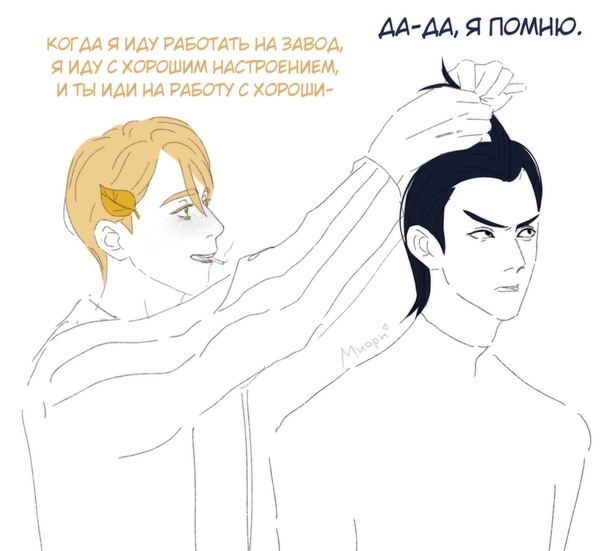 КОГДА Я ИДУ РАБОТАТЬ НА ЗАВОД,
Я ИДУ С ХОРОШИМ НАСТРОЕНИЕМ,
И ТЫ ИДИ НА РАБОТУ С ХОРОШИ-
ДА-ДА, Я ПОМНЮ.
Миори